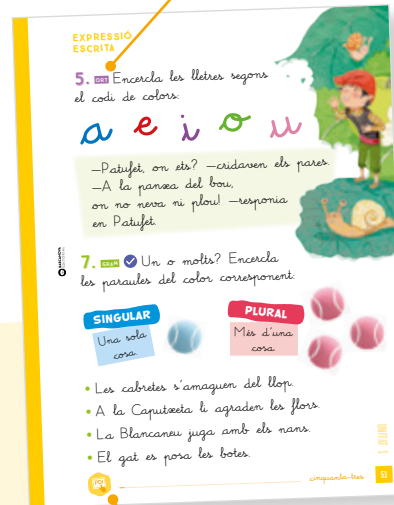 EXPRESSIÓ
ESCRITA
5. ORT Encercla les lletres segons
el codi de colors:
a e i o u
—Patufet, on ets? —cridaven els pares.
—A la panxa del bou,
on no neva ni plou! —responia
en Patufet.
7. GRAM Un o molts? Encercla
les paraules del color corresponent:
SINGULAR
Una sola
cosa.
PLURAL
Més d'una
cosa.
• Les cabretes s'amaguen del llop.
• A la Caputxeta li agraden les flors.
• La Blancaneu juga amb els nans.
• El gat es posa les botes.
cinquanta-tres
53